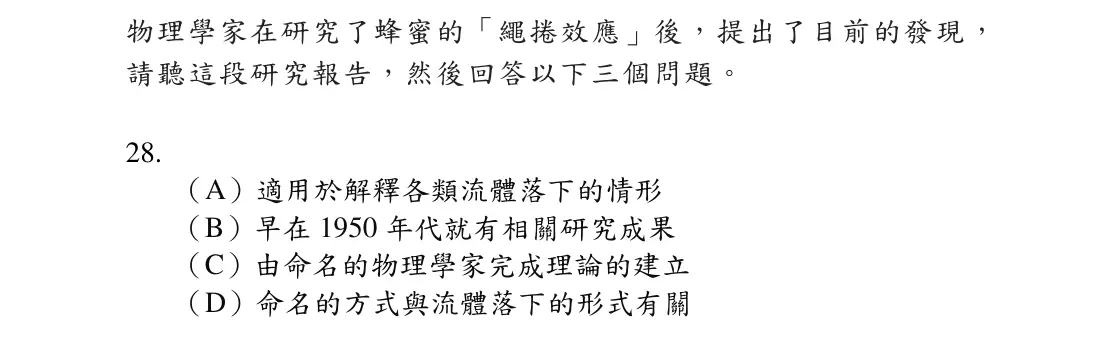 物理學家在研究了蜂蜜的「繩捲效應」後，提出了目前的發現，
請聽這段研究報告，然後回答以下三個問題。
28.
（A）適用於解釋各類流體落下的情形
（B）早在 1950 年代就有相關研究成果
（C）由命名的物理學家完成理論的建立
（D）命名的方式與流體落下的形式有關